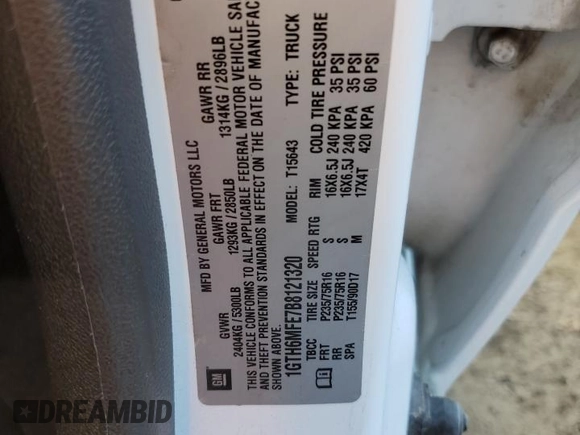 MFD BY GENERAL MOTORS LLC
GVWR GAWR FRT GAWR RR
2404KG / 5300LB 1293KG / 2850LB 1314KG / 2896LB
THIS VEHICLE CONFORMS TO ALL APPLICABLE FEDERAL MOTOR VEHICLE
AND THEFT PREVENTION STANDARDS IN EFFECT ON THE DATE OF
SHOWN ABOVE.
GM
1GTH6MFE7B8121320 MODEL: T15643 TYPE: TRUCK
TBCC TIRE SIZE SPEED RTG RIM COLD TIRE PRESSURE
FRT P235/75R16 S 16X6.5J 240 KPA 35 PSI
RR P235/75R16 S 16X6.5J 240 KPA 35 PSI
SPA T155/90D17 M 17X4T 420 KPA 60 PSI
DREAMBID